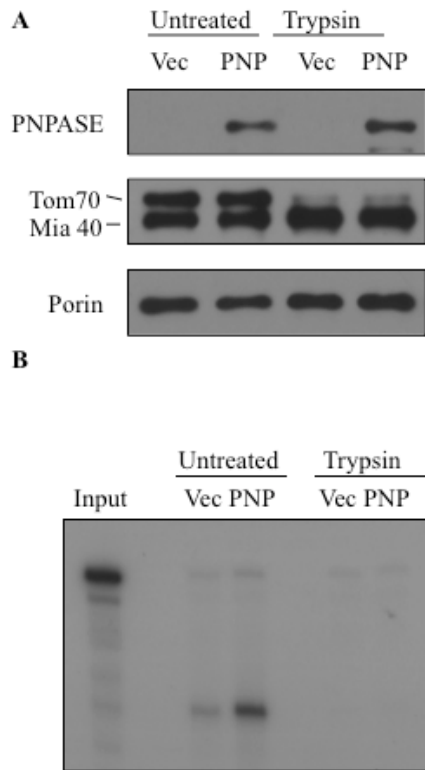 A
Untreated Trypsin
Vec PNP Vec PNP
PNPASE
Tom70
Mia 40
Porin
B
Untreated Trypsin
Input Vec PNP Vec PNP